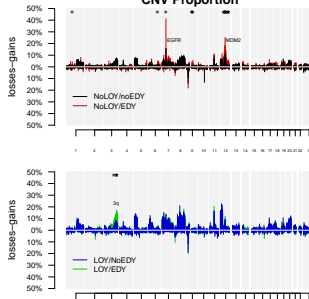 CNV Proportion
50%
40%
30%
20%
10%
0%
10%
20%
30%
40%
50%
losses−gains
*
*
*
*
***
EGFR
MDM2
NoLOY/noEDY
NoLOY/EDY
1 2 3 4 5 6 7 8 9 10 11 12 13 14 15 16 17 18 19 20 21 22
50%
40%
30%
20%
10%
0%
10%
20%
30%
40%
50%
losses−gains
**
3q
LOY/NoEDY
LOY/EDY